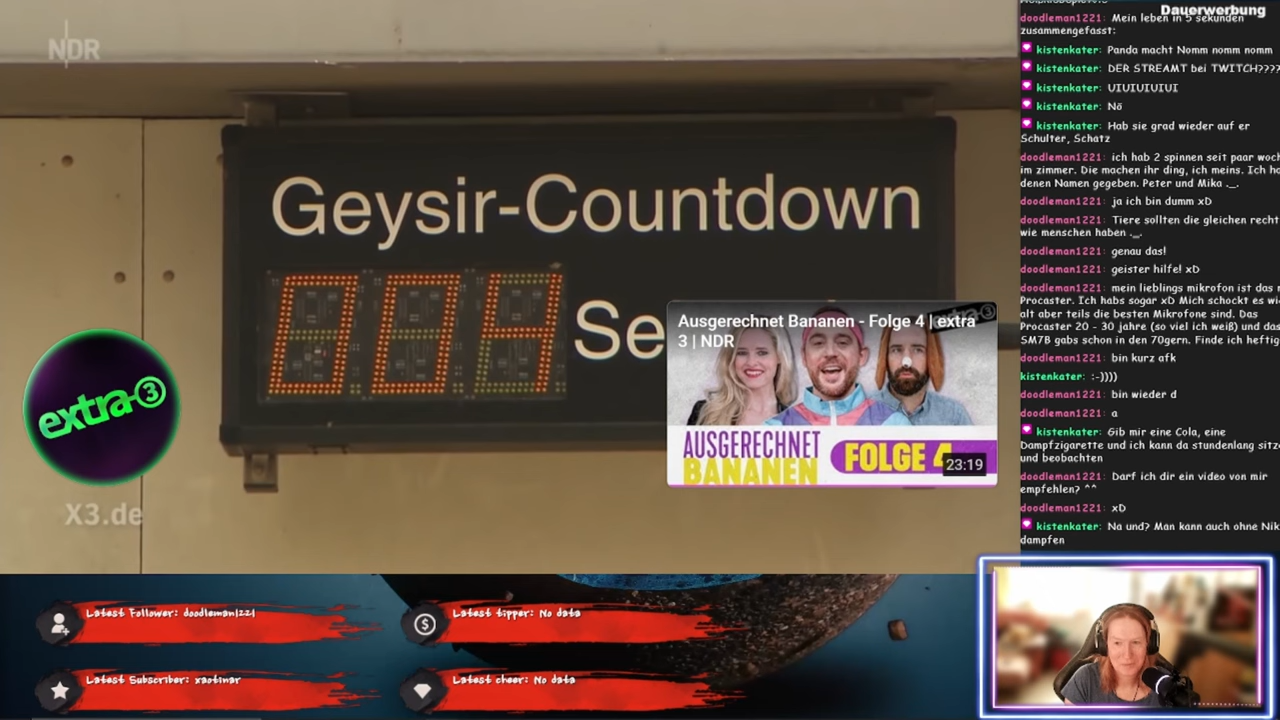 NDR
Geysir-Countdown
004 Se
Ausgerechnet Bananen - Folge 4 | extra
3 | NDR
extra-3
AUSGERECHNET
BANANEN
FOLGE 4
23:19
extra-3
X3.de
Dauerwerbung
doodleman1221: Mein leben in 5 sekunden
zusammengefasst:
kistenkater: Panda macht Nomm nomm nomm
kistenkater: DER STREAMT bei TWITCH????
kistenkater: UIUIUIUIUI
kistenkater: Nö
kistenkater: Hab sie grad wieder auf er
Schulter, Schatz
doodleman1221: ich hab 2 spinnen seit paar woch
im zimmer. Die machen ihr ding, ich meins. Ich ha
denen Namen gegeben. Peter und Mika ._.
doodleman1221: ja ich bin dumm xD
doodleman1221: Tiere sollten die gleichen recht
wie menschen haben ._.
doodleman1221: genau das!
doodleman1221: geister hilfe! xD
doodleman1221: mein lieblings mikrofon ist das
Procaster. Ich habs sogar xD Mich schockt es wi
alt aber teils die besten Mikrofone sind. Das
Procaster 20 - 30 jahre (so viel ich weiß) und das
SM7B gabs schon in den 70gern. Finde ich heftig
doodleman1221: bin kurz afk
kistenkater: :-))))
doodleman1221: bin wieder d
doodleman1221: a
kistenkater: Gib mir eine Cola, eine
Dampfzigarette und ich kann da stundenlang sitze
und beobachten
doodleman1221: Darf ich dir ein video von mir
empfehlen? ^^
doodleman1221: xD
kistenkater: Na und? Man kann auch ohne Nik
dampfen
Latest Follower: doodleman1221
Latest tipper: No data
Latest Subscriber: xaotinar
Latest cheer: No data